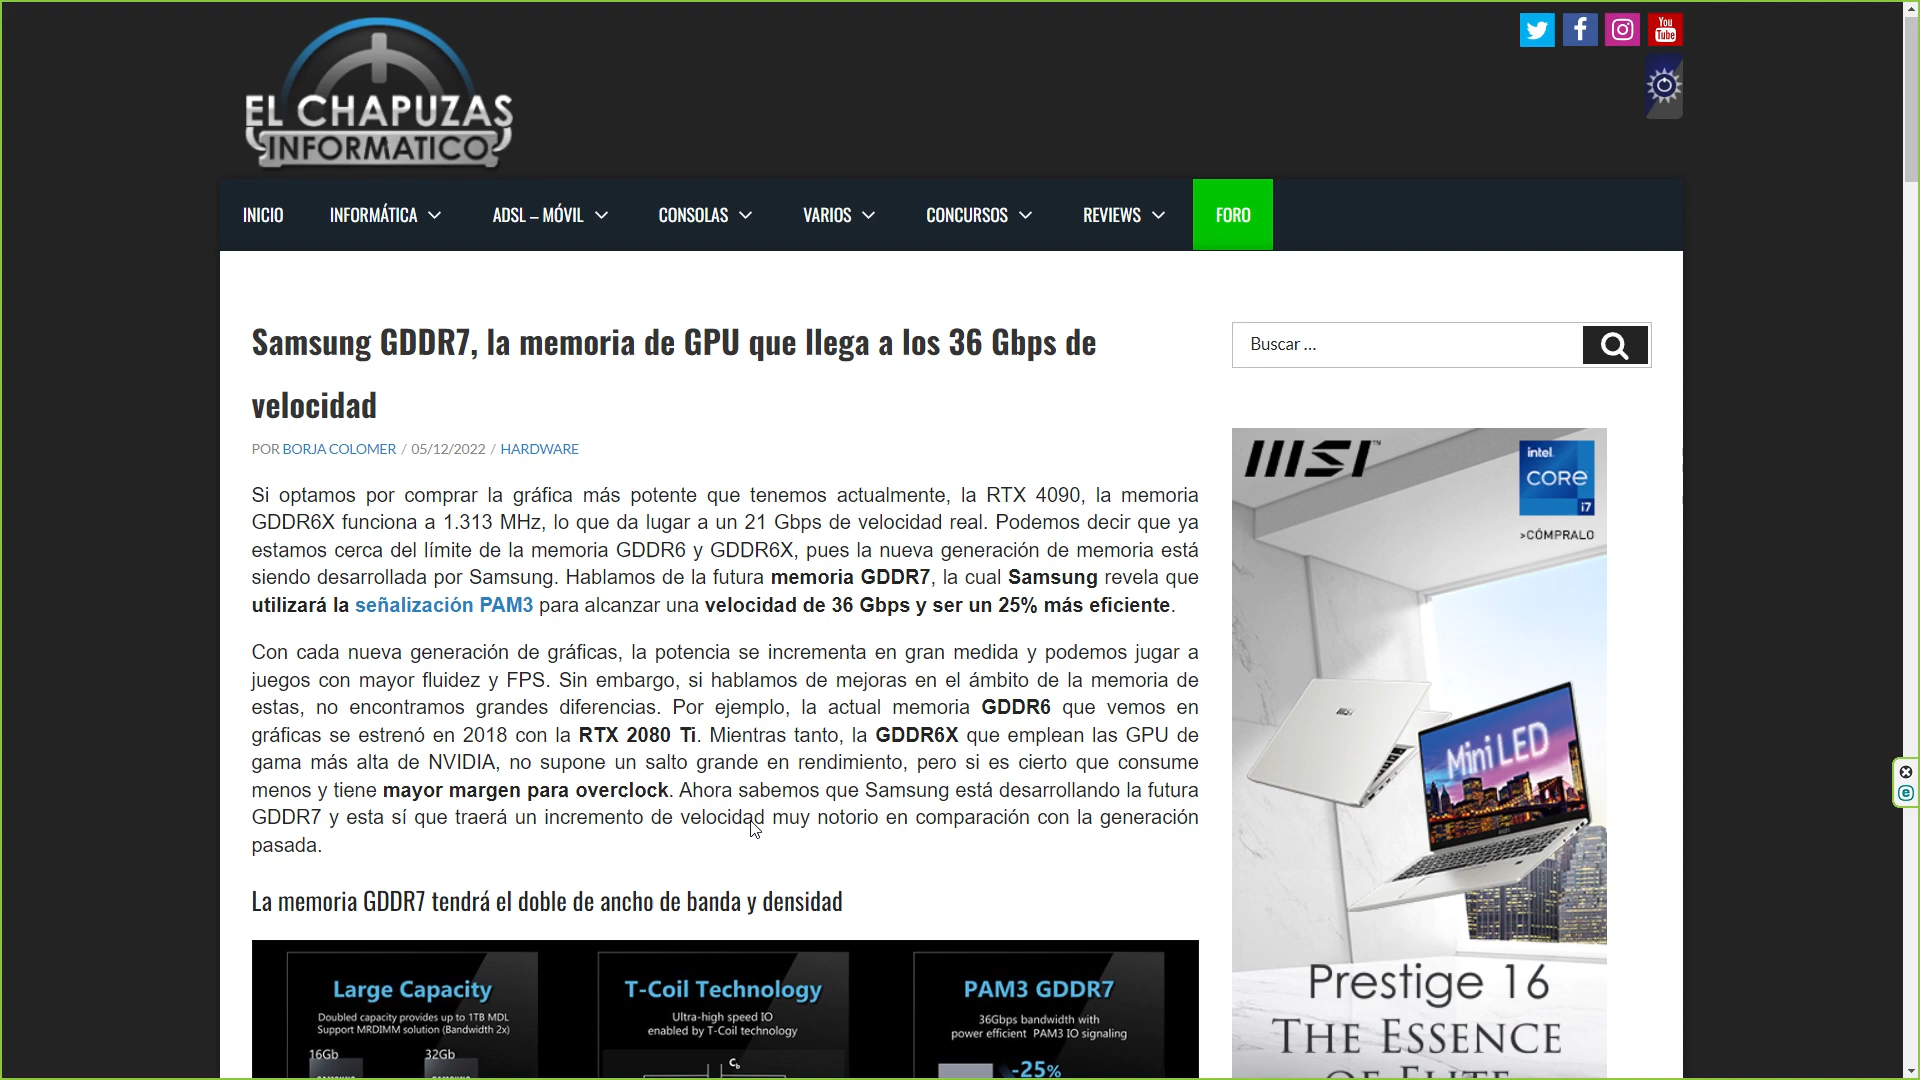 EL CHAPUZAS
INFORMATICO
You
Tube
INICIO
INFORMÁTICA
ADSL – MÓVIL
CONSOLAS
VARIOS
CONCURSOS
REVIEWS
FORO
Samsung GDDR7, la memoria de GPU que llega a los 36 Gbps de
velocidad
POR BORJA COLOMER / 05/12/2022 / HARDWARE
Si optamos por comprar la gráfica más potente que tenemos actualmente, la RTX 4090, la memoria
GDDR6X funciona a 1.313 MHz, lo que da lugar a un 21 Gbps de velocidad real. Podemos decir que ya
estamos cerca del límite de la memoria GDDR6 y GDDR6X, pues la nueva generación de memoria está
siendo desarrollada por Samsung. Hablamos de la futura memoria GDDR7, la cual Samsung revela que
utilizará la señalización PAM3 para alcanzar una velocidad de 36 Gbps y ser un 25% más eficiente.
Con cada nueva generación de gráficas, la potencia se incrementa en gran medida y podemos jugar a
juegos con mayor fluidez y FPS. Sin embargo, si hablamos de mejoras en el ámbito de la memoria de
estas, no encontramos grandes diferencias. Por ejemplo, la actual memoria GDDR6 que vemos en
gráficas se estrenó en 2018 con la RTX 2080 Ti. Mientras tanto, la GDDR6X que emplean las GPU de
gama más alta de NVIDIA, no supone un salto grande en rendimiento, pero si es cierto que consume
menos y tiene mayor margen para overclock. Ahora sabemos que Samsung está desarrollando la futura
GDDR7 y esta sí que traerá un incremento de velocidad muy notorio en comparación con la generación
pasada.
La memoria GDDR7 tendrá el doble de ancho de banda y densidad
Large Capacity
Doubled capacity provides up to 1TB MDL
Support MRDIMM solution (Bandwidth 2x)
16Gb
32Gb
T-Coil Technology
Ultra-high speed IO
enabled by T-Coil technology
Cb
PAM3 GDDR7
36Gbps bandwidth with
power efficient PAM3 IO signaling
-25%
Buscar …
msi
intel
CORE
i7
>CÓMPRALO
msi
Mini LED
Prestige 16
THE ESSENCE
OF ELITE